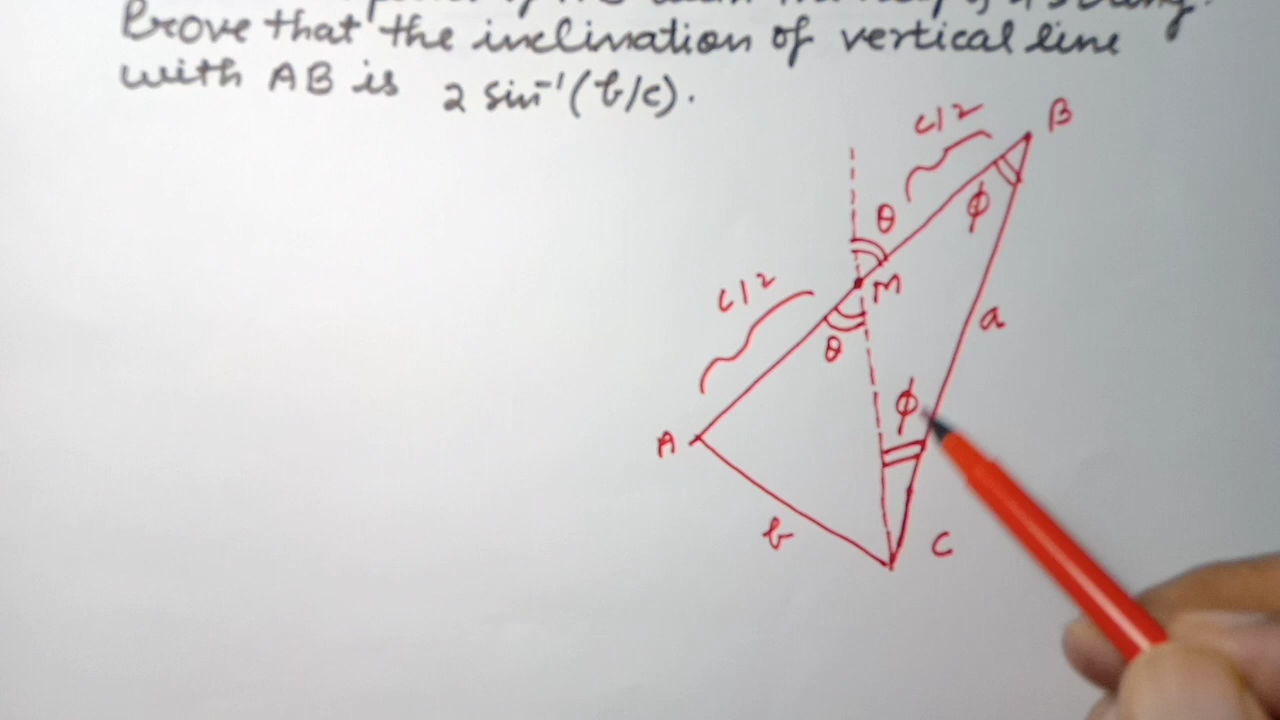 Prove that the inclination of vertical line
with AB is 2 sin⁻¹(b/c).
c/2
B
θ
φ
c/2
M
θ
a
φ
A
b
C